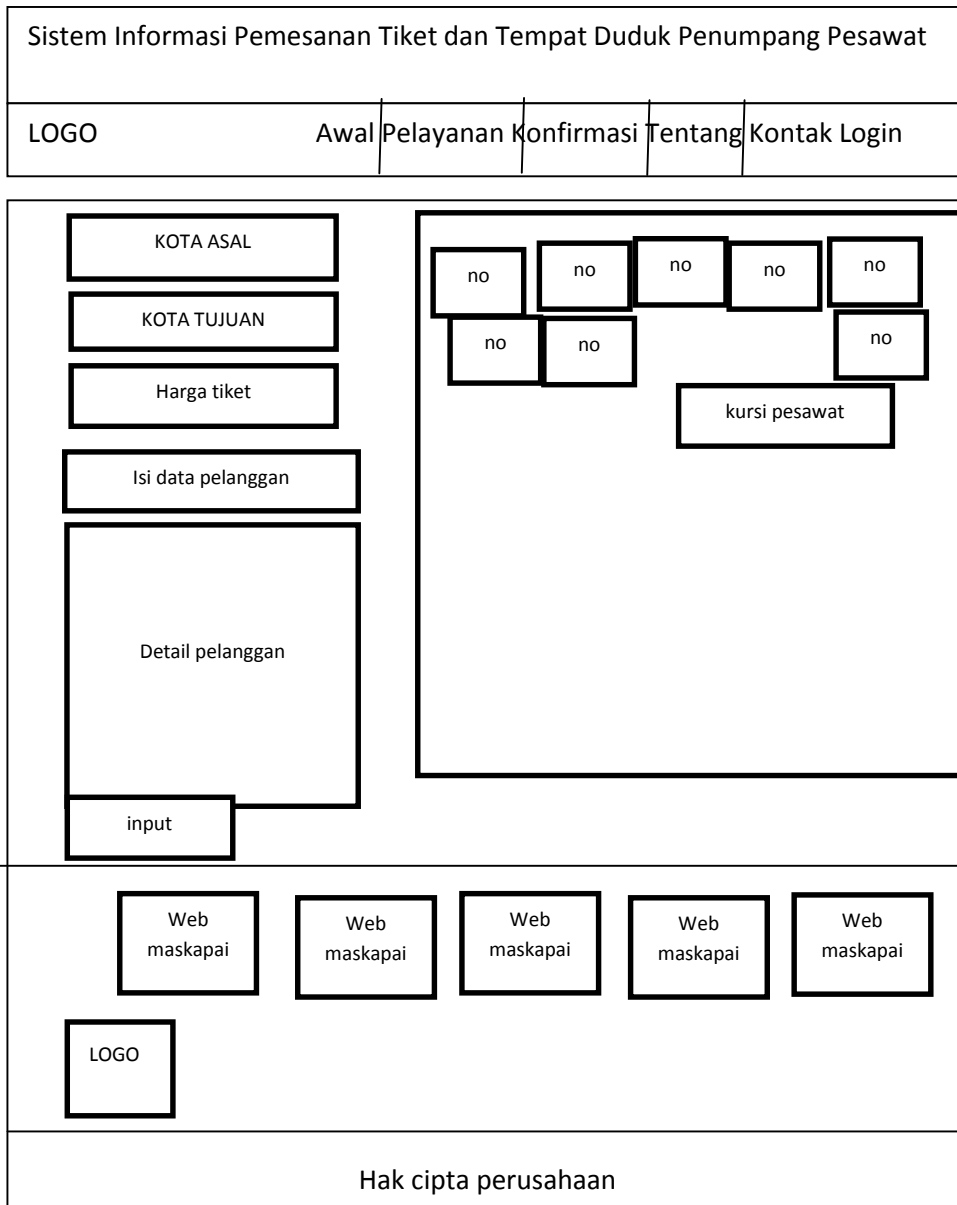 Sistem Informasi Pemesanan Tiket dan Tempat Duduk Penumpang Pesawat
LOGO Awal Pelayanan Konfirmasi Tentang Kontak Login
KOTA ASAL
KOTA TUJUAN
Harga tiket
Isi data pelanggan
Detail pelanggan
input
no no no no no
no no no
kursi pesawat
Web Web Web Web Web
maskapai maskapai maskapai maskapai maskapai
LOGO
Hak cipta perusahaan